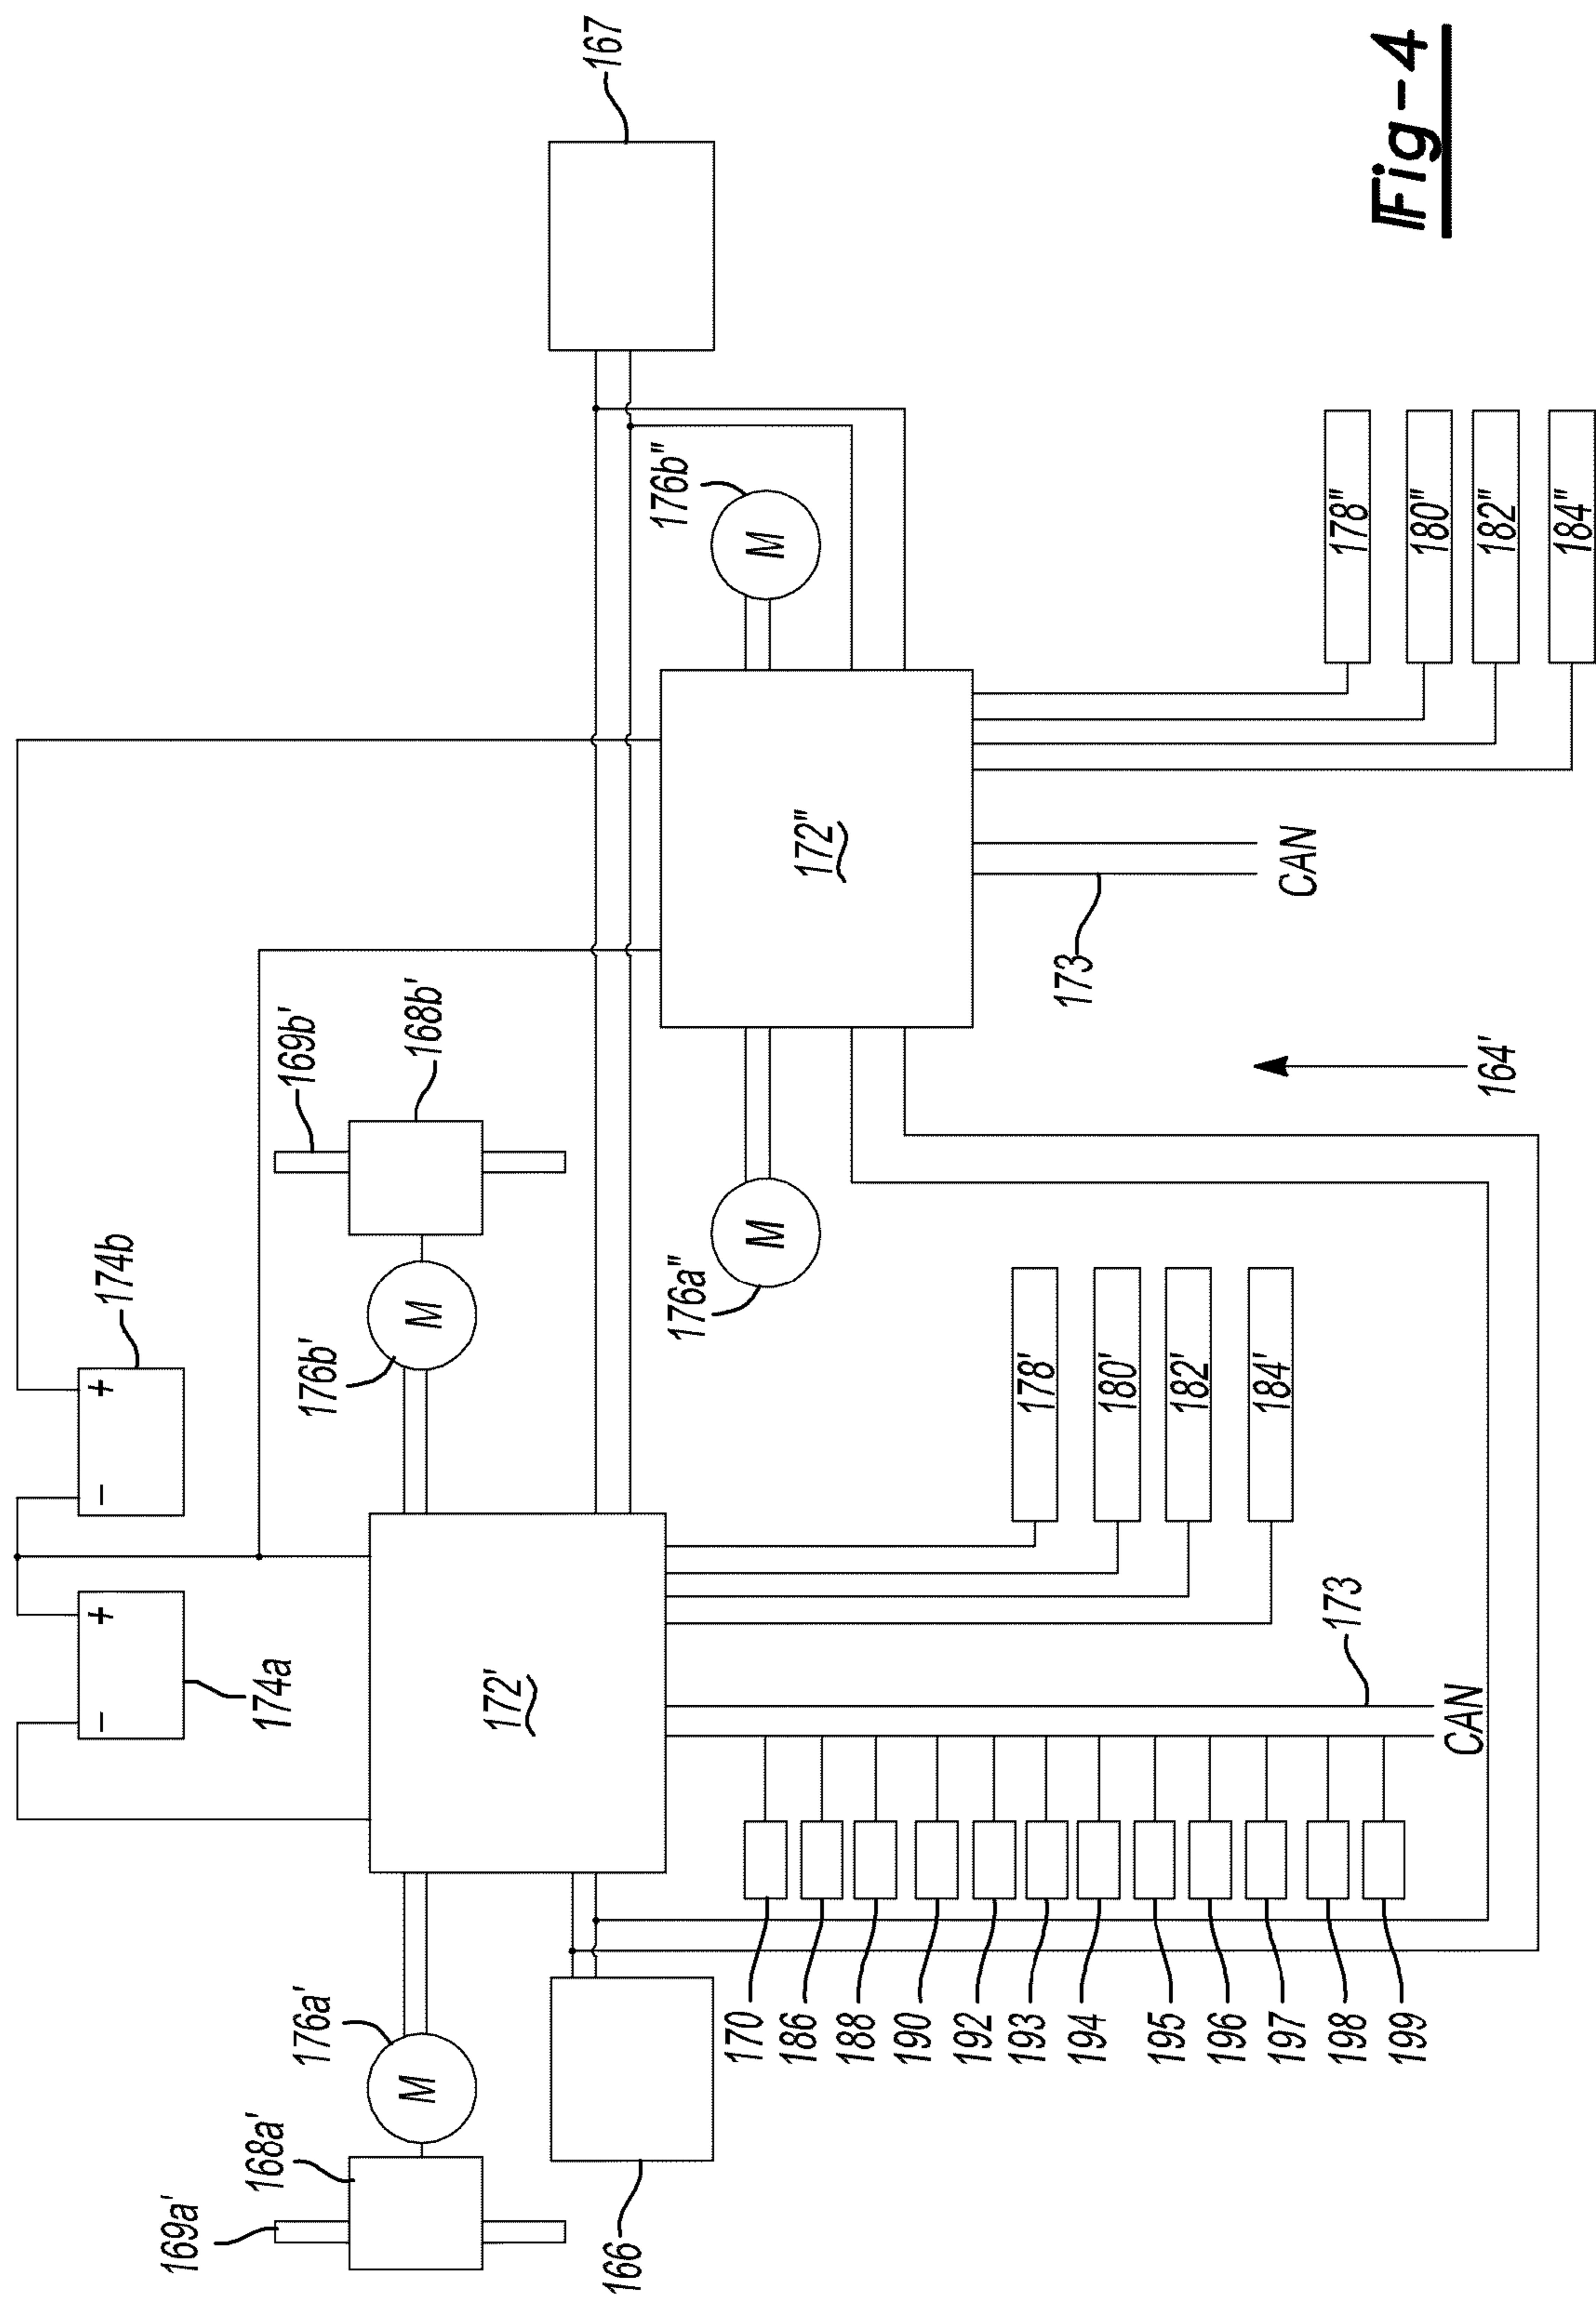 174b
− + − +
169a'
168a'
174a
169b'
176a'
176b'
168b'
M
M
172'
167
166
176a"
176b"
M
M
172"
170
186
188
190
192
193
194
195
196
197
198
199
178'
180'
182'
184'
173
CAN
173
CAN
178"
180"
182"
184"
164'
Fig-4